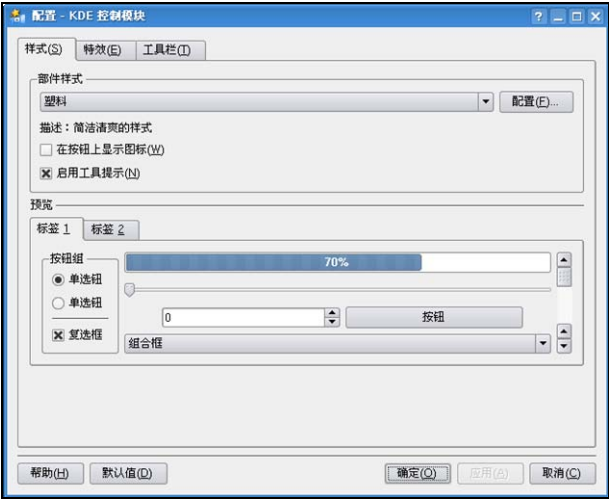 配置 - KDE 控制模块
样式(S) 特效(E) 工具栏(T)
部件样式
塑料 配置(F)...
描述：简洁清爽的样式
在按钮上显示图标(W)
启用工具提示(N)
预览
标签 1 标签 2
按钮组
70%
单选钮
单选钮
0 按钮
复选框
组合框
帮助(H) 默认值(D) 确定(O) 应用(A) 取消(C)